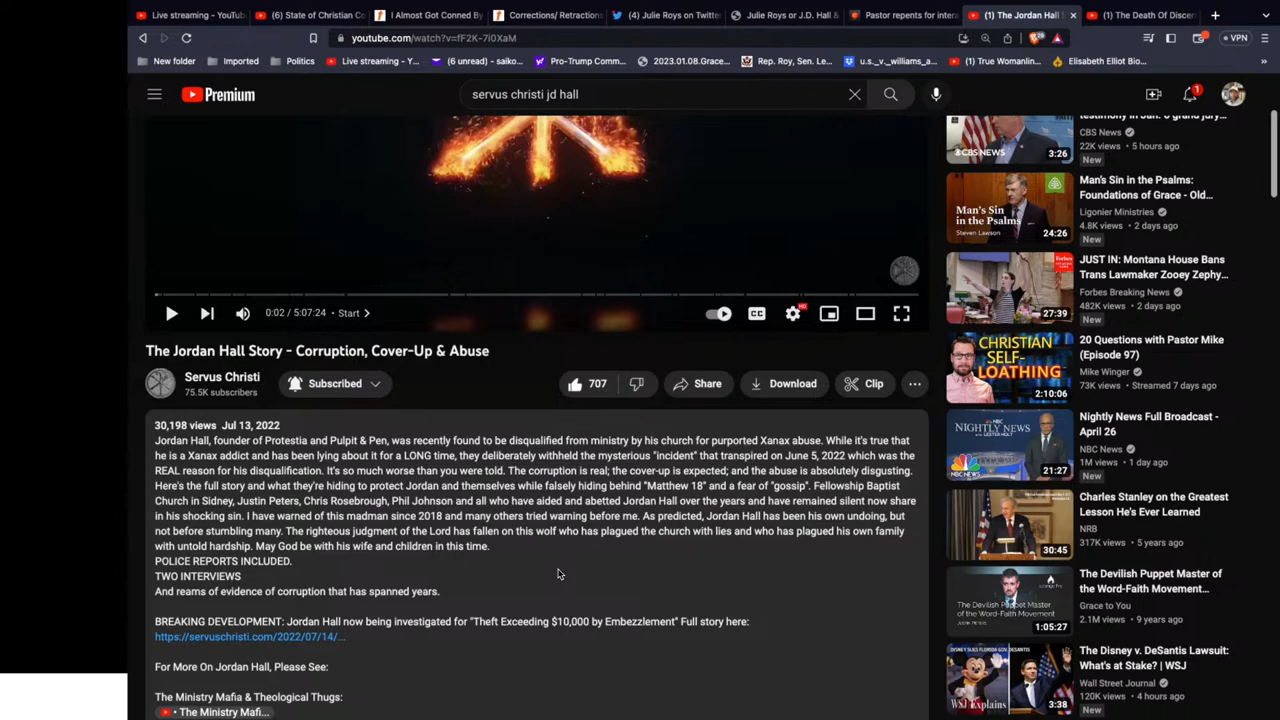 Live streaming - YouTub
(6) State of Christian Co
I Almost Got Conned By
Corrections/ Retractions
(4) Julie Roys on Twitte
Julie Roys or J.D. Hall &
Pastor repents for intera
(1) The Jordan Hall
(1) The Death Of Discern
youtube.com/watch?v=fF2K-7i0XaM
VPN
New folder
Imported
Politics
Live streaming - Y...
(6 unread) - saiko...
Pro-Trump Comm...
2023.01.08.Grace...
Rep. Roy, Sen. Le...
u.s._v._williams_a...
(1) True Womanlin...
Elisabeth Elliot Bio...
Premium
servus christi jd hall
1
0:02 / 5:07:24 • Start
CC
HD
The Jordan Hall Story - Corruption, Cover-Up & Abuse
Servus Christi
75.5K subscribers
Subscribed
707
Share
Download
Clip
30,198 views Jul 13, 2022
Jordan Hall, founder of Protestia and Pulpit & Pen, was recently found to be disqualified from ministry by his church for purported Xanax abuse. While it's true that
he is a Xanax addict and has been lying about it for a LONG time, they deliberately withheld the mysterious "incident" that transpired on June 5, 2022 which was the
REAL reason for his disqualification. It's so much worse than you were told. The corruption is real; the cover-up is expected; and the abuse is absolutely disgusting.
Here's the full story and what they're hiding to protect Jordan and themselves while falsely hiding behind "Matthew 18" and a fear of "gossip". Fellowship Baptist
Church in Sidney, Justin Peters, Chris Rosebrough, Phil Johnson and all who have aided and abetted Jordan Hall over the years and have remained silent now share
in his shocking sin. I have warned of this madman since 2018 and many others tried warning before me. As predicted, Jordan Hall has been his own undoing, but
not before stumbling many. The righteous judgment of the Lord has fallen on this wolf who has plagued the church with lies and who has plagued his own family
with untold hardship. May God be with his wife and children in this time.
POLICE REPORTS INCLUDED.
TWO INTERVIEWS
And reams of evidence of corruption that has spanned years.
BREAKING DEVELOPMENT: Jordan Hall now being investigated for "Theft Exceeding $10,000 by Embezzlement" Full story here:
https://servuschristi.com/2022/07/14/...
For More On Jordan Hall, Please See:
The Ministry Mafia & Theological Thugs:
• The Ministry Mafi...
testimony in Jan. 6 grand jury...
CBS News
22K views • 5 hours ago
New
CBS NEWS
3:26
Man's Sin in the Psalms:
Foundations of Grace - Old...
Ligonier Ministries
4.8K views • 2 days ago
New
Man's Sin
in the Psalms
Steven Lawson
24:26
JUST IN: Montana House Bans
Trans Lawmaker Zooey Zephy...
Forbes Breaking News
482K views • 2 days ago
New
Forbes
27:39
20 Questions with Pastor Mike
(Episode 97)
Mike Winger
73K views • Streamed 7 days ago
CHRISTIAN
SELF-
LOATHING
2:10:06
Nightly News Full Broadcast -
April 26
NBC News
1M views • 1 day ago
New
NIGHTLY
NEWS
21:27
Charles Stanley on the Greatest
Lesson He's Ever Learned
NRB
317K views • 5 years ago
30:45
The Devilish Puppet Master of
the Word-Faith Movement
Grace to You
2.1M views • 9 years ago
The Devilish Puppet Master of
the Word-Faith Movement
1:05:27
The Disney v. DeSantis Lawsuit:
What's at Stake? | WSJ
Wall Street Journal
120K views • 4 hours ago
New
WSJ Explains
3:38